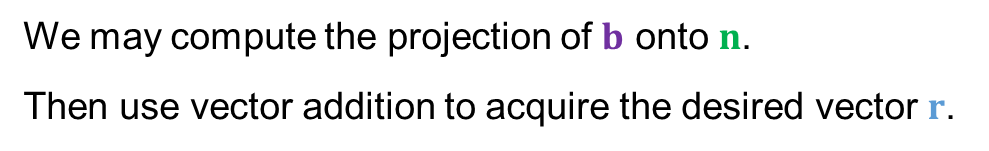 We may compute the projection of b onto n.
Then use vector addition to acquire the desired vector r.